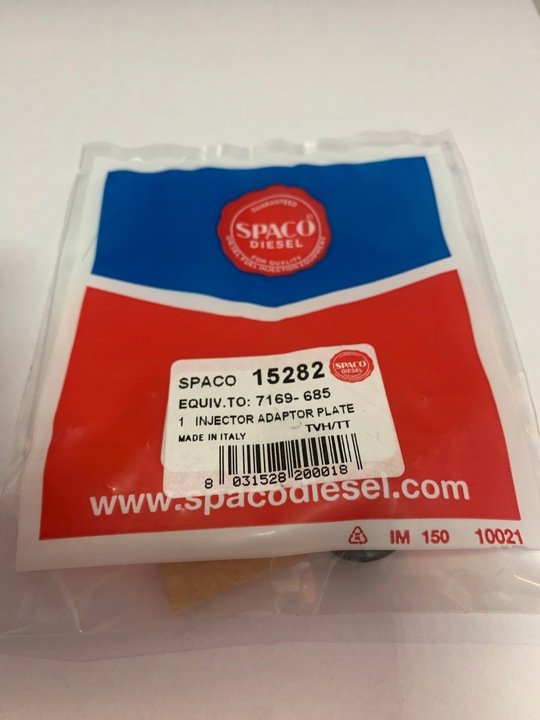 GUARANTEED
SPACO
DIESEL
FOR QUALITY
DIESEL FUEL INJECTION EQUIPMENT
SPACO 15282
SPACO
DIESEL
EQUIV.TO: 7169- 685
1 INJECTOR ADAPTOR PLATE
TVH/TT
MADE IN ITALY
8 031528 200018
www.spacodiesel.com
IM 150 10021